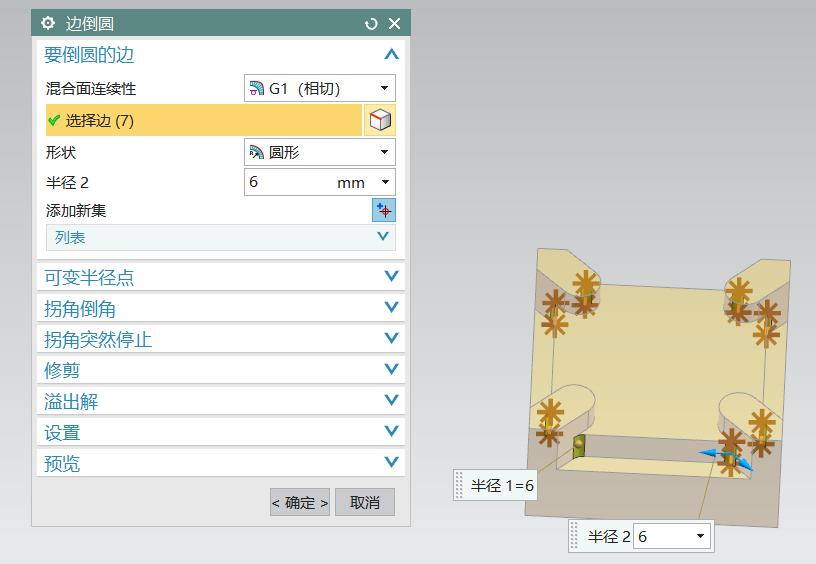 边倒圆
要倒圆的边
混合面连续性 G1（相切）
选择边 (7)
形状 圆形
半径 2 6 mm
添加新集
列表
可变半径点
拐角倒角
拐角突然停止
修剪
溢出解
设置
预览
< 确定 > 取消
半径 1=6
半径 2 6